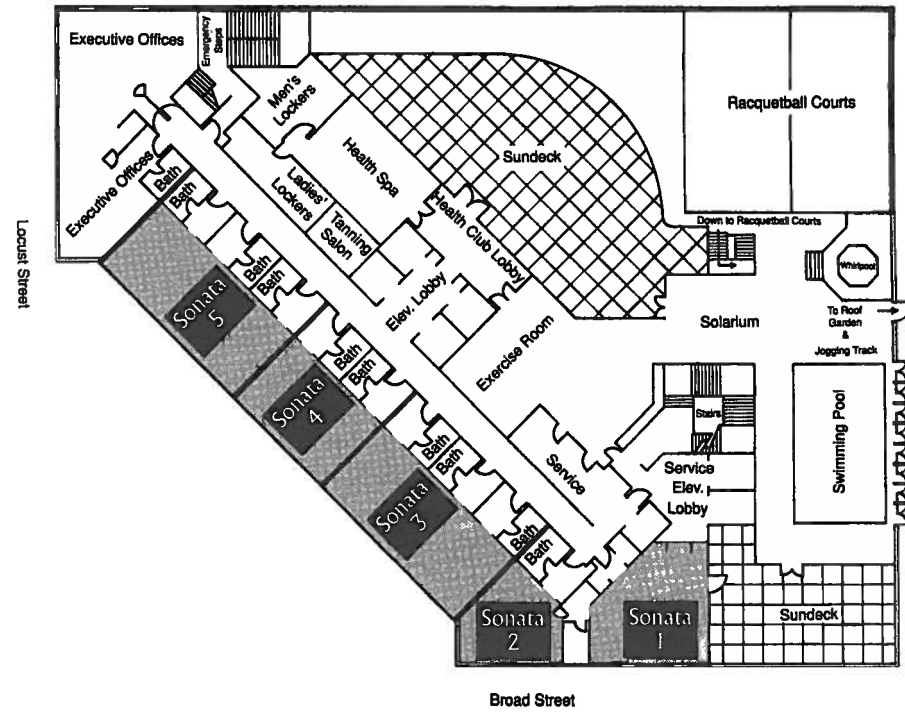 Executive Offices
Emergency
Steps
Men's
Lockers
Racquetball Courts
Health Spa
Sundeck
Executive Offices
Bath
Bath
Ladies'
Lockers
Tanning
Salon
Health Club Lobby
Down to Racquetball Courts
Whirlpool
Locust Street
Sonata
5
Bath
Bath
Elev. Lobby
Solarium
To Roof
Garden
&
Jogging Track
Bath
Bath
Exercise Room
Sonata
4
Stairs
Swimming Pool
Bath
Bath
Service
Service
Elev.
Lobby
Sonata
3
Bath
Bath
Sonata
2
Sonata
1
Sundeck
Broad Street